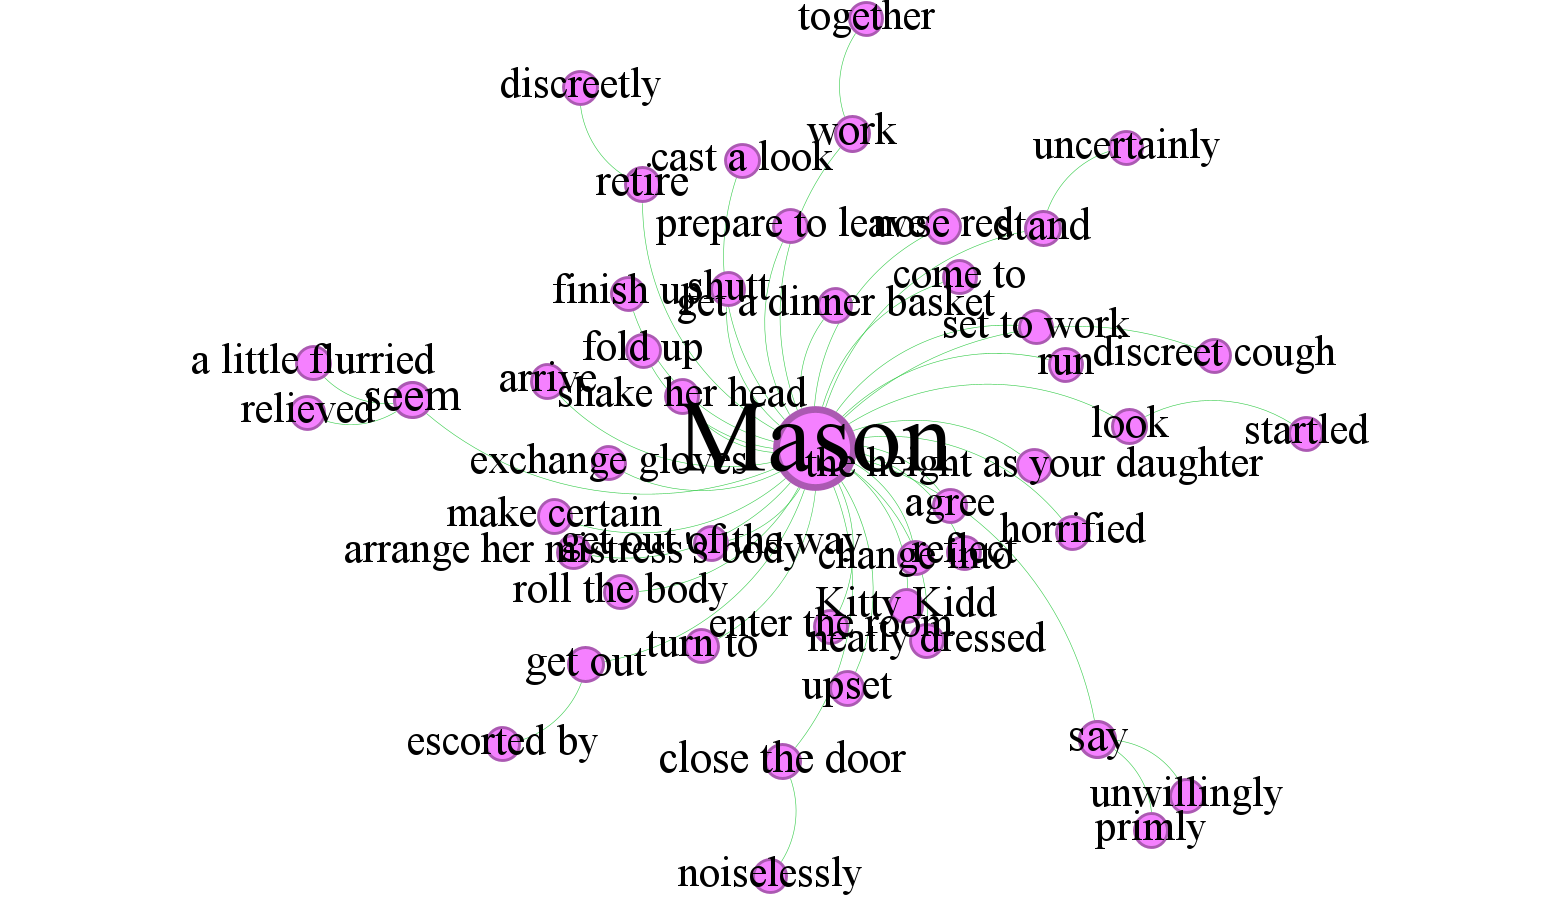 together
discreetly
work
uncertainly
cast a look
retire
prepare to leave
nose red
stand
come to
finish up
shutt
get a dinner basket
set to work
fold up
run
discreet cough
a little flurried
arrive
shake her head
relieved
seem
look
startled
Mason
exchange gloves
the height as your daughter
make certain
agree
horrified
get out of the way
arrange her mistress's body
change into
reflect
roll the body
Kitty Kidd
enter the room
neatly dressed
turn to
get out
upset
escorted by
close the door
say
unwillingly
primly
noiselessly